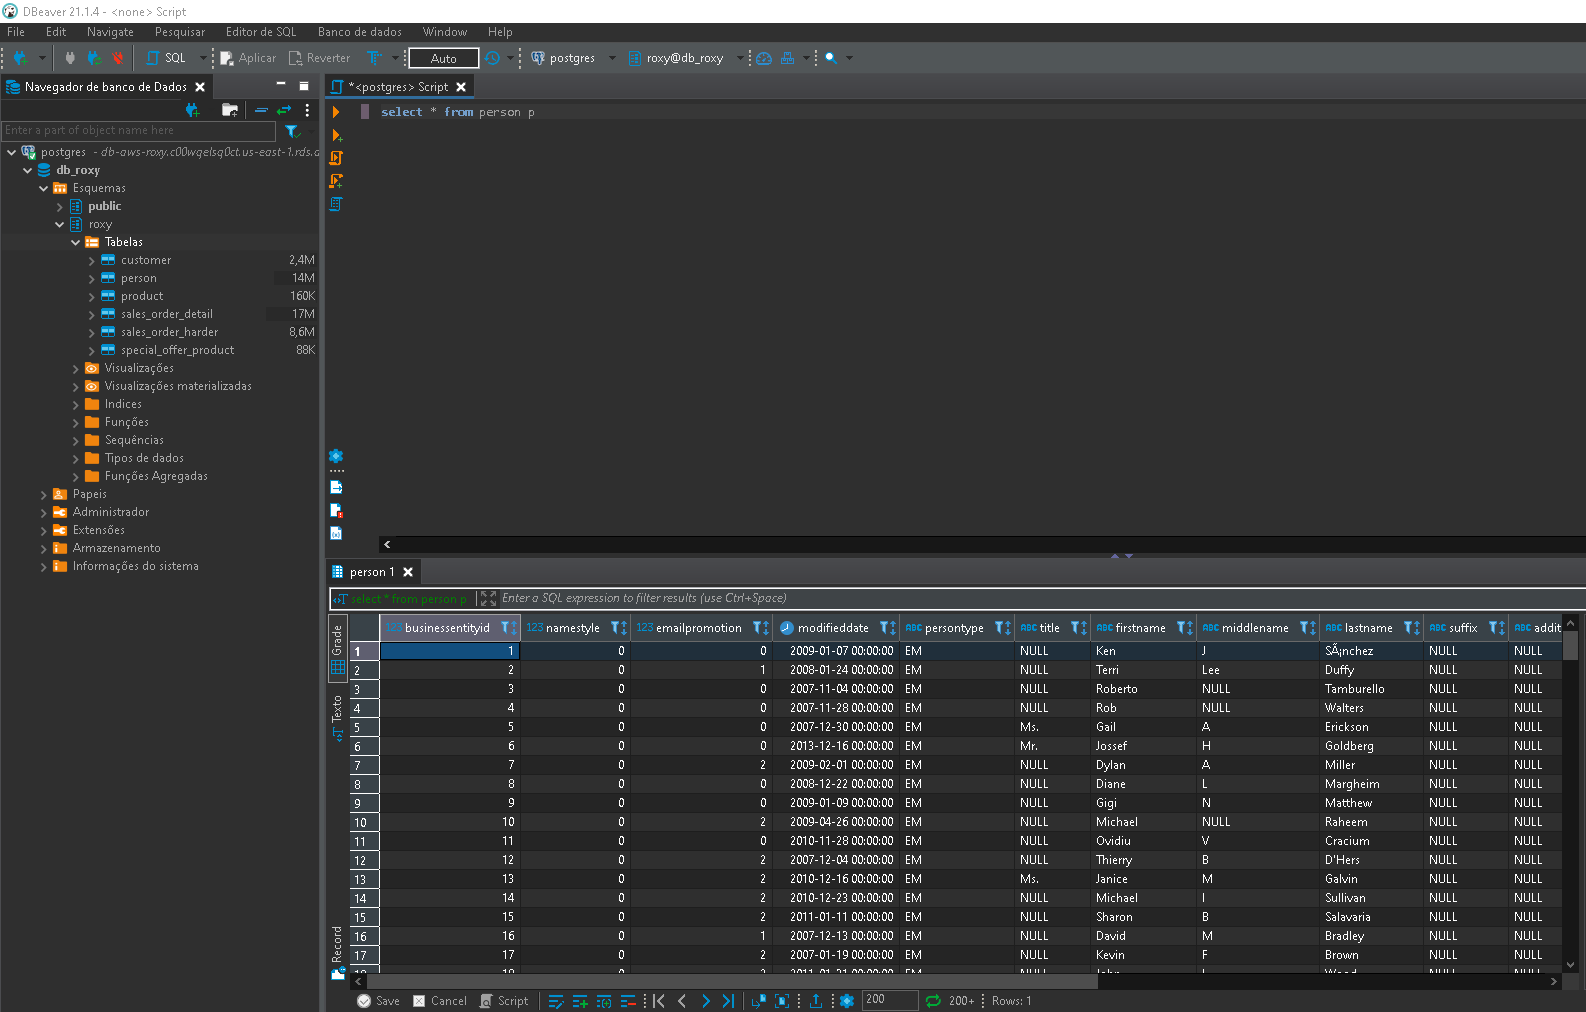 DBeaver 21.1.4 - <none> Script
File Edit Navigate Pesquisar Editor de SQL Banco de dados Window Help
SQL Aplicar Reverter Auto postgres roxy@db_roxy
Navegador de banco de Dados
Enter a part of object name here
postgres - db-aws-roxy.c00wqelsq0ct.us-east-1.rds.a
db_roxy
Esquemas
public
roxy
Tabelas
customer 2,4M
person 14M
product 160K
sales_order_detail 17M
sales_order_harder 8,6M
special_offer_product 88K
Visualizações
Visualizações materializadas
Indices
Funções
Sequências
Tipos de dados
Funções Agregadas
Papeis
Administrador
Extensões
Armazenamento
Informações do sistema
*<postgres> Script
select * from person p
person 1
select * from person p Enter a SQL expression to filter results (use Ctrl+Space)
Grade
Texto
Record
123 businessentityid 123 namestyle 123 emailpromotion modifieddate ABC persontype ABC title ABC firstname ABC middlename ABC lastname ABC suffix ABC addit
1 1 0 0 2009-01-07 00:00:00 EM NULL Ken J SÃ¡nchez NULL NULL
2 2 0 1 2008-01-24 00:00:00 EM NULL Terri Lee Duffy NULL NULL
3 3 0 0 2007-11-04 00:00:00 EM NULL Roberto NULL Tamburello NULL NULL
4 4 0 0 2007-11-28 00:00:00 EM NULL Rob NULL Walters NULL NULL
5 5 0 0 2007-12-30 00:00:00 EM Ms. Gail A Erickson NULL NULL
6 6 0 0 2013-12-16 00:00:00 EM Mr. Jossef H Goldberg NULL NULL
7 7 0 2 2009-02-01 00:00:00 EM NULL Dylan A Miller NULL NULL
8 8 0 0 2008-12-22 00:00:00 EM NULL Diane L Margheim NULL NULL
9 9 0 0 2009-01-09 00:00:00 EM NULL Gigi N Matthew NULL NULL
10 10 0 2 2009-04-26 00:00:00 EM NULL Michael NULL Raheem NULL NULL
11 11 0 0 2010-11-28 00:00:00 EM NULL Ovidiu V Cracium NULL NULL
12 12 0 2 2007-12-04 00:00:00 EM NULL Thierry B D'Hers NULL NULL
13 13 0 2 2010-12-16 00:00:00 EM Ms. Janice M Galvin NULL NULL
14 14 0 2 2010-12-23 00:00:00 EM NULL Michael I Sullivan NULL NULL
15 15 0 2 2011-01-11 00:00:00 EM NULL Sharon B Salavaria NULL NULL
16 16 0 1 2007-12-13 00:00:00 EM NULL David M Bradley NULL NULL
17 17 0 2 2007-01-19 00:00:00 EM NULL Kevin F Brown NULL NULL
Save Cancel Script 200 200+ Rows: 1